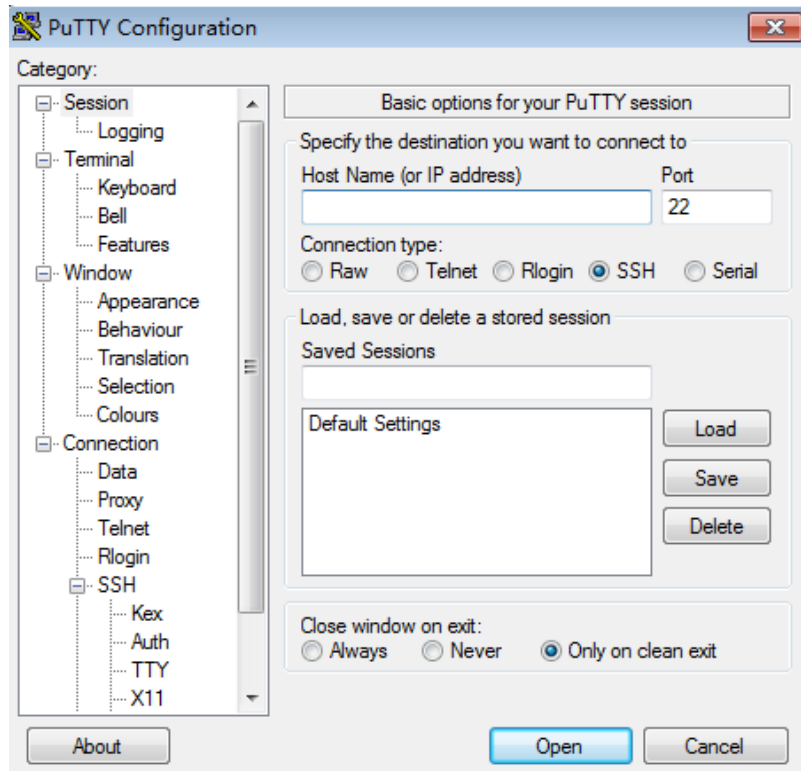 PuTTY Configuration
Category:
Session
Logging
Terminal
Keyboard
Bell
Features
Window
Appearance
Behaviour
Translation
Selection
Colours
Connection
Data
Proxy
Telnet
Rlogin
SSH
Kex
Auth
TTY
X11
Basic options for your PuTTY session
Specify the destination you want to connect to
Host Name (or IP address) Port
22
Connection type:
Raw Telnet Rlogin SSH Serial
Load, save or delete a stored session
Saved Sessions
Default Settings
Load
Save
Delete
Close window on exit:
Always Never Only on clean exit
About Open Cancel